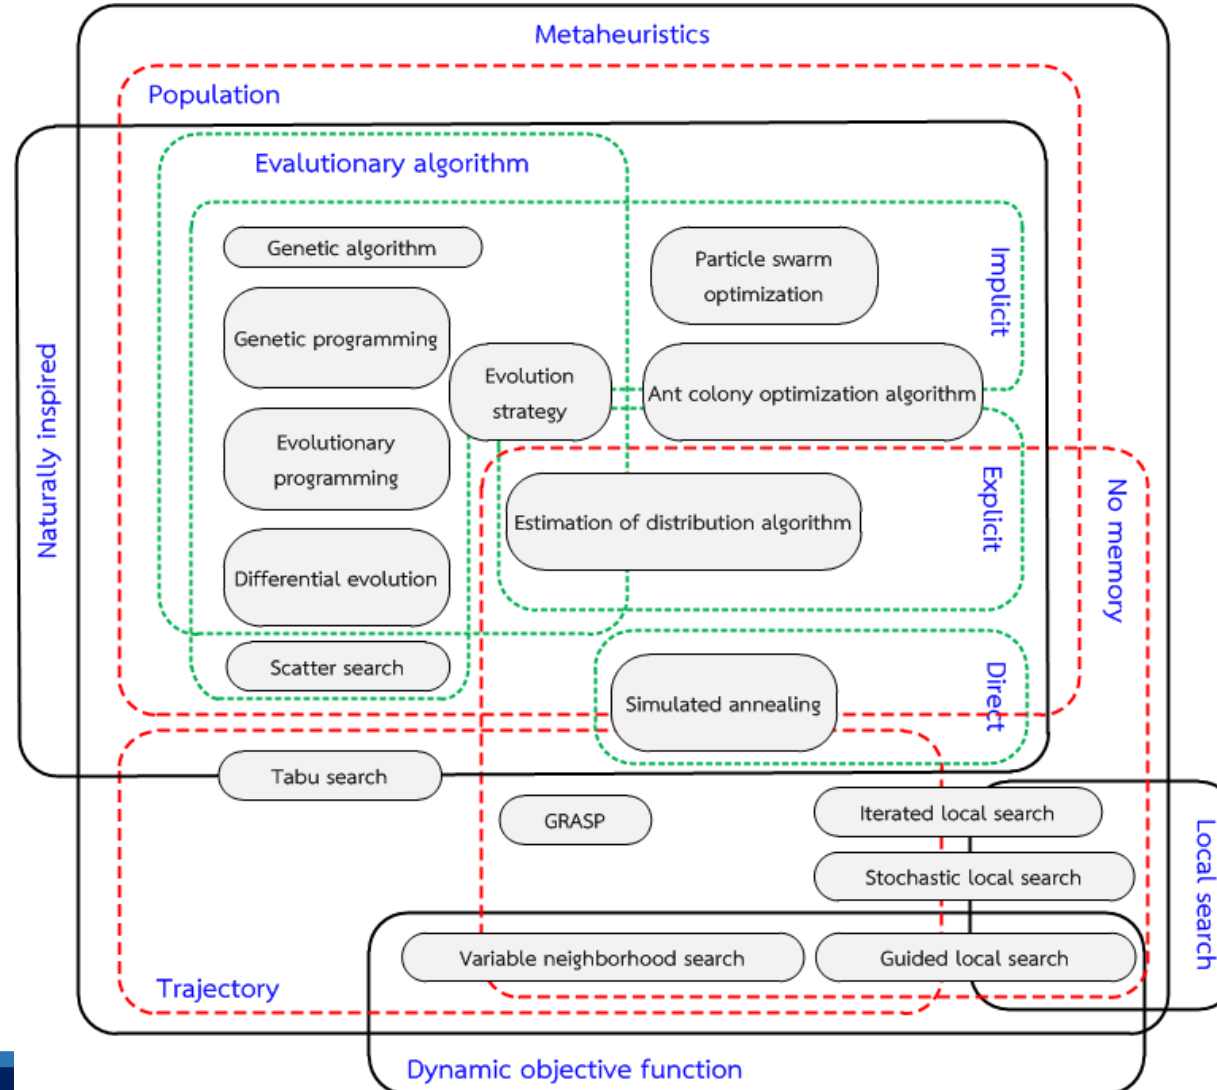 Metaheuristics
Population
Evalutionary algorithm
Genetic algorithm
Particle swarm
optimization
Implicit
Genetic programming
Naturally inspired
Evolution
strategy
Ant colony optimization algorithm
Evolutionary
programming
Explicit
No memory
Estimation of distribution algorithm
Differential evolution
Scatter search
Simulated annealing
Direct
Tabu search
GRASP
Iterated local search
Local search
Stochastic local search
Variable neighborhood search
Guided local search
Trajectory
Dynamic objective function